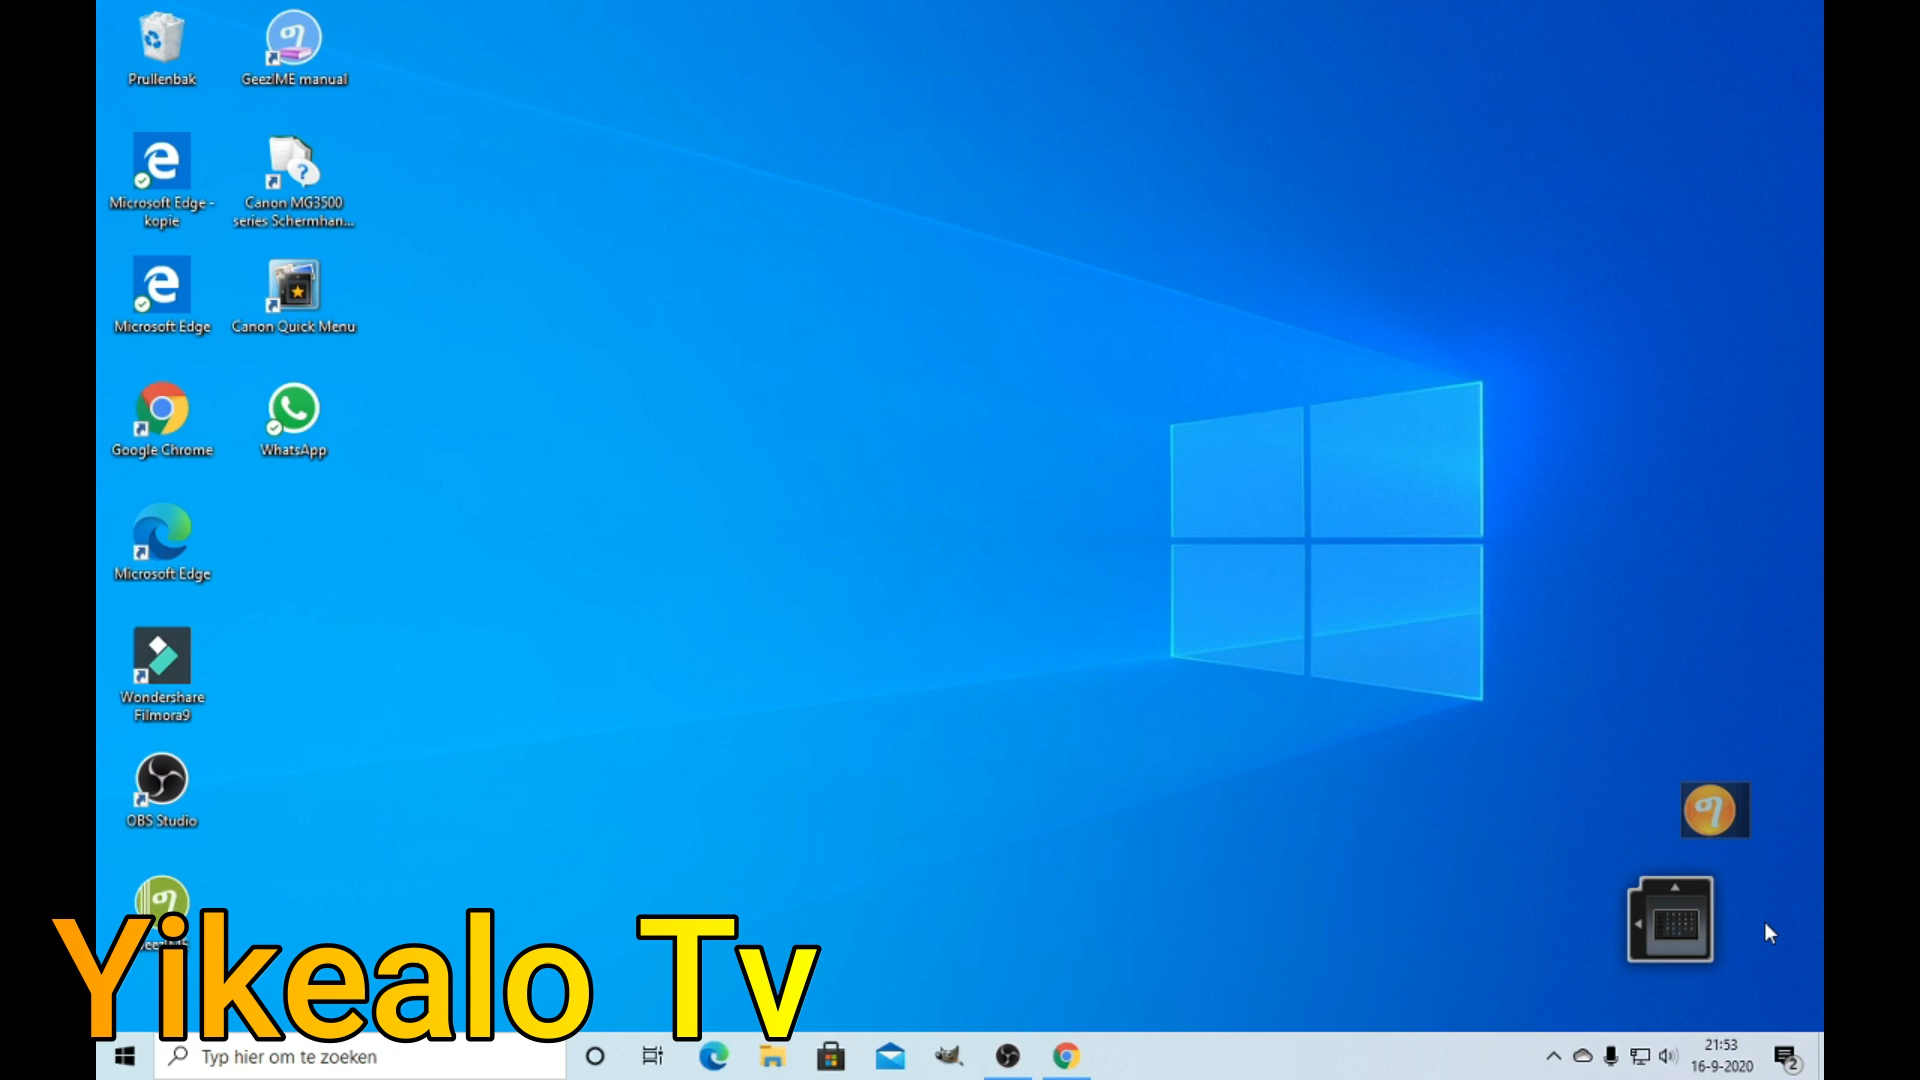 Prullenbak
GeezIME manual
Microsoft Edge -
kopie
Canon MG3500
series Schermhan...
Microsoft Edge
Canon Quick Menu
Google Chrome
WhatsApp
Microsoft Edge
Wondershare
Filmora9
OBS Studio
Yikealo Tv
Typ hier om te zoeken
21:53
16-9-2020
2